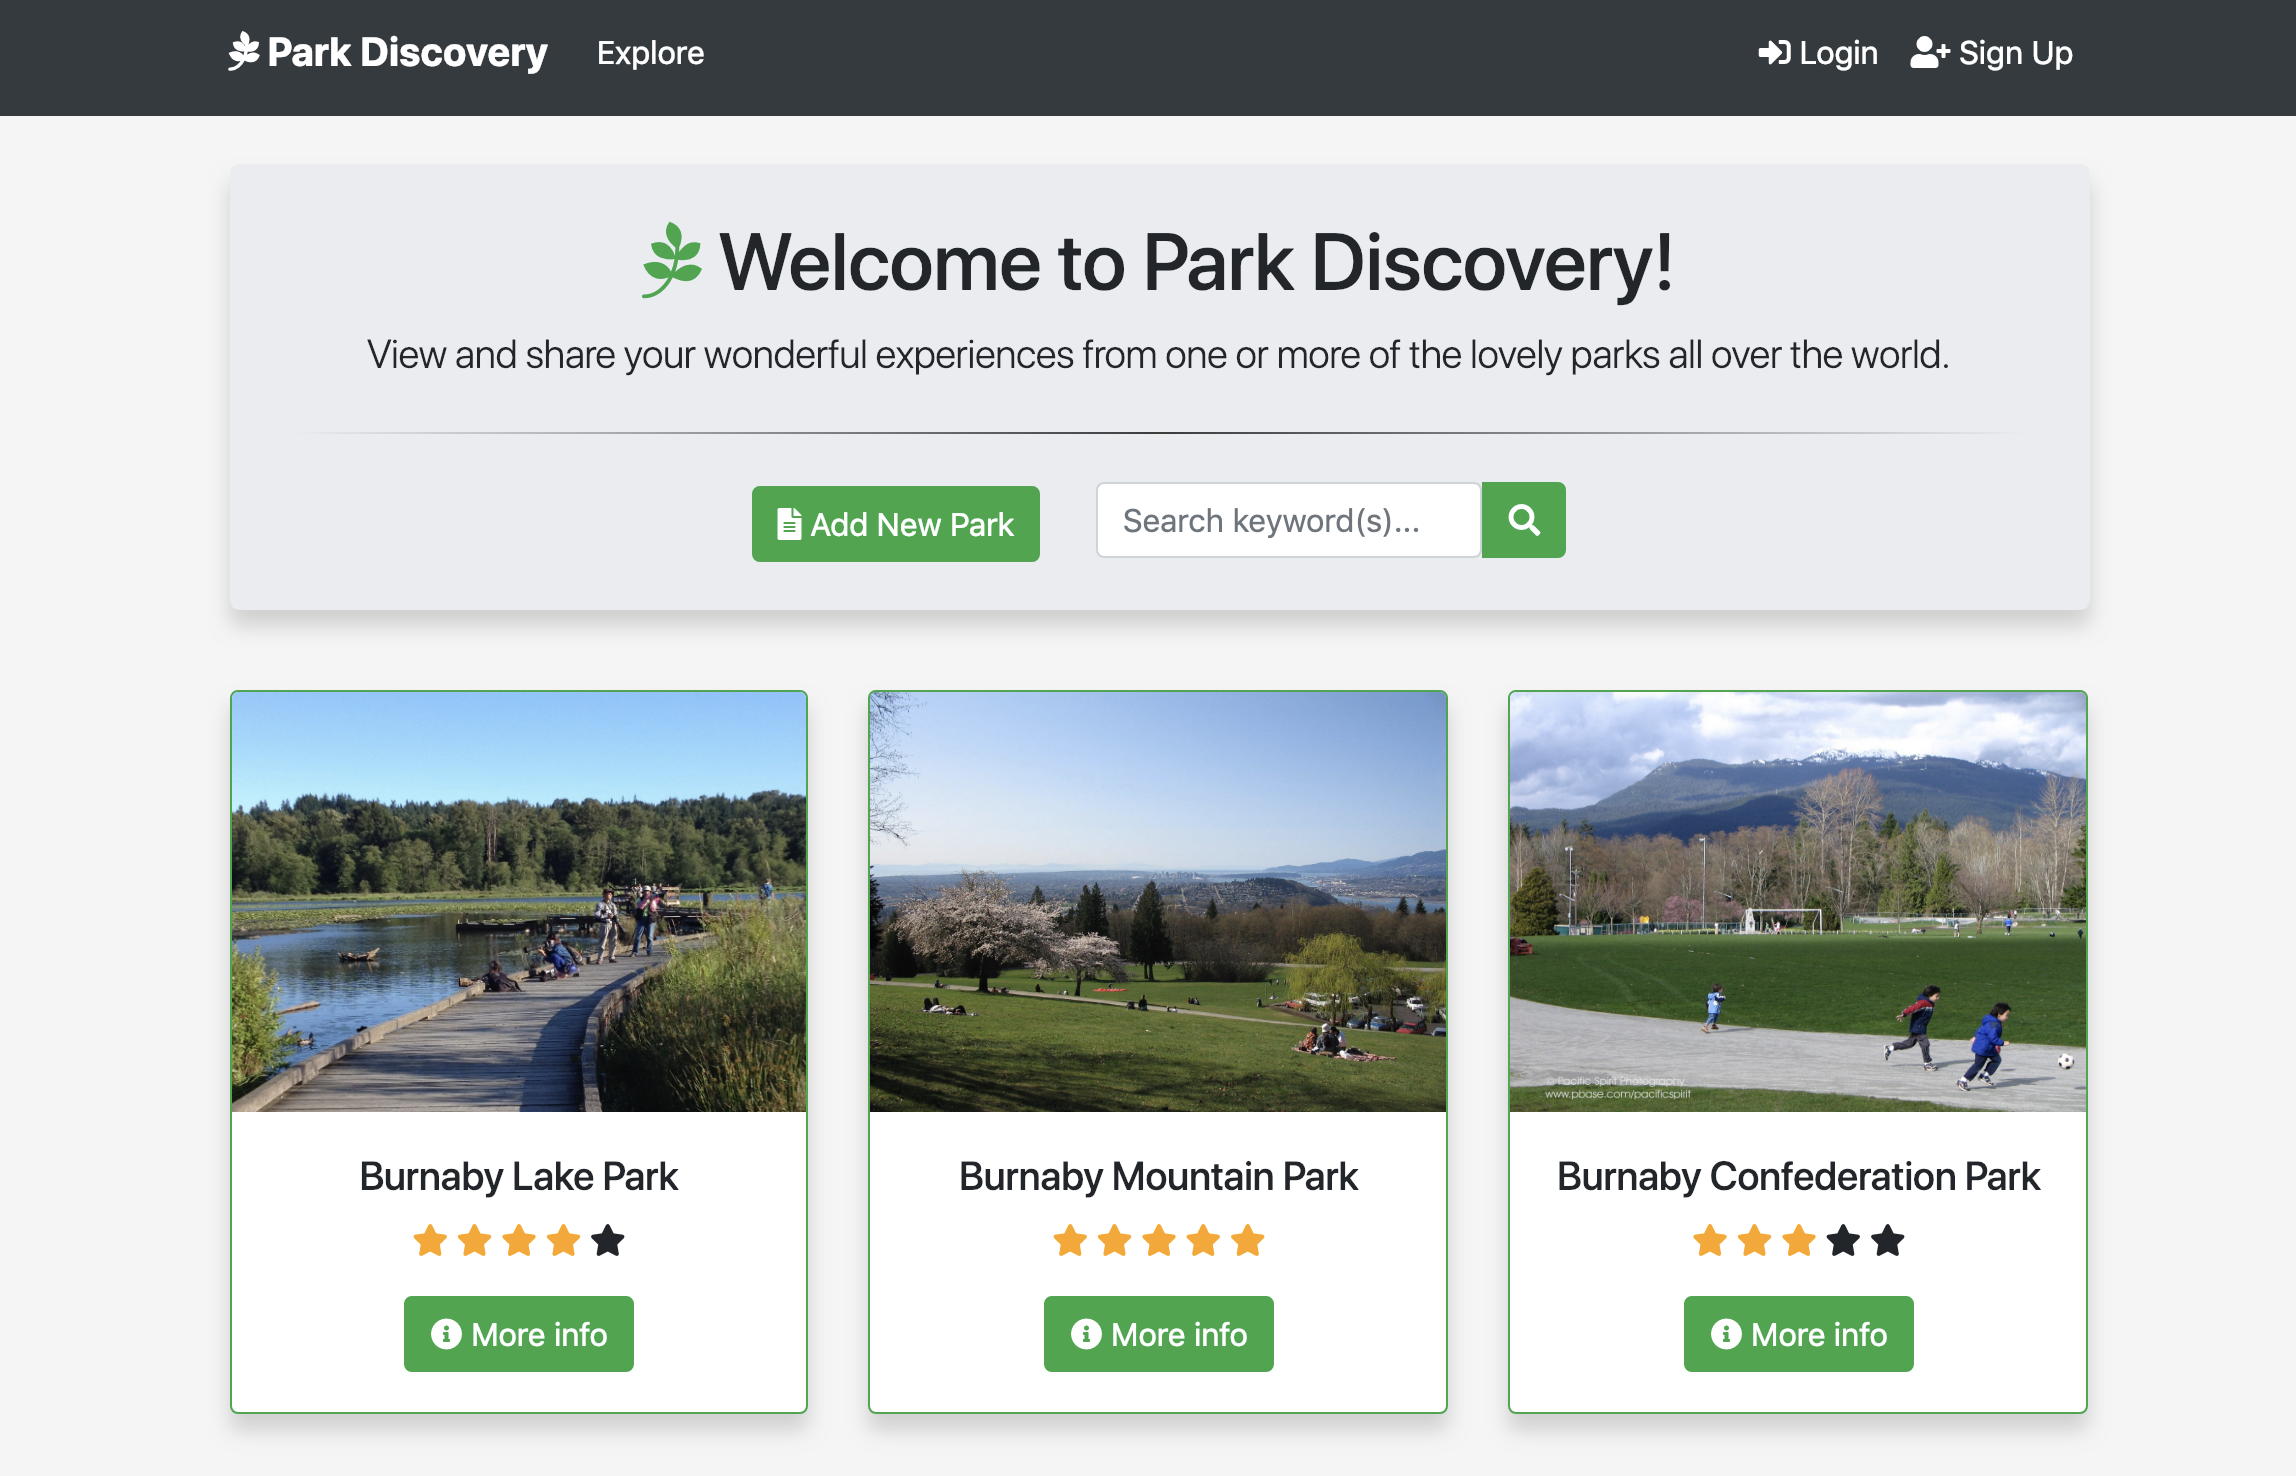 Park Discovery Explore Login Sign Up
Welcome to Park Discovery!
View and share your wonderful experiences from one or more of the lovely parks all over the world.
Add New Park Search keyword(s)...
© Pacific Spirit Photography
www.pbase.com/pacificspirit
Burnaby Lake Park Burnaby Mountain Park Burnaby Confederation Park
More info More info More info